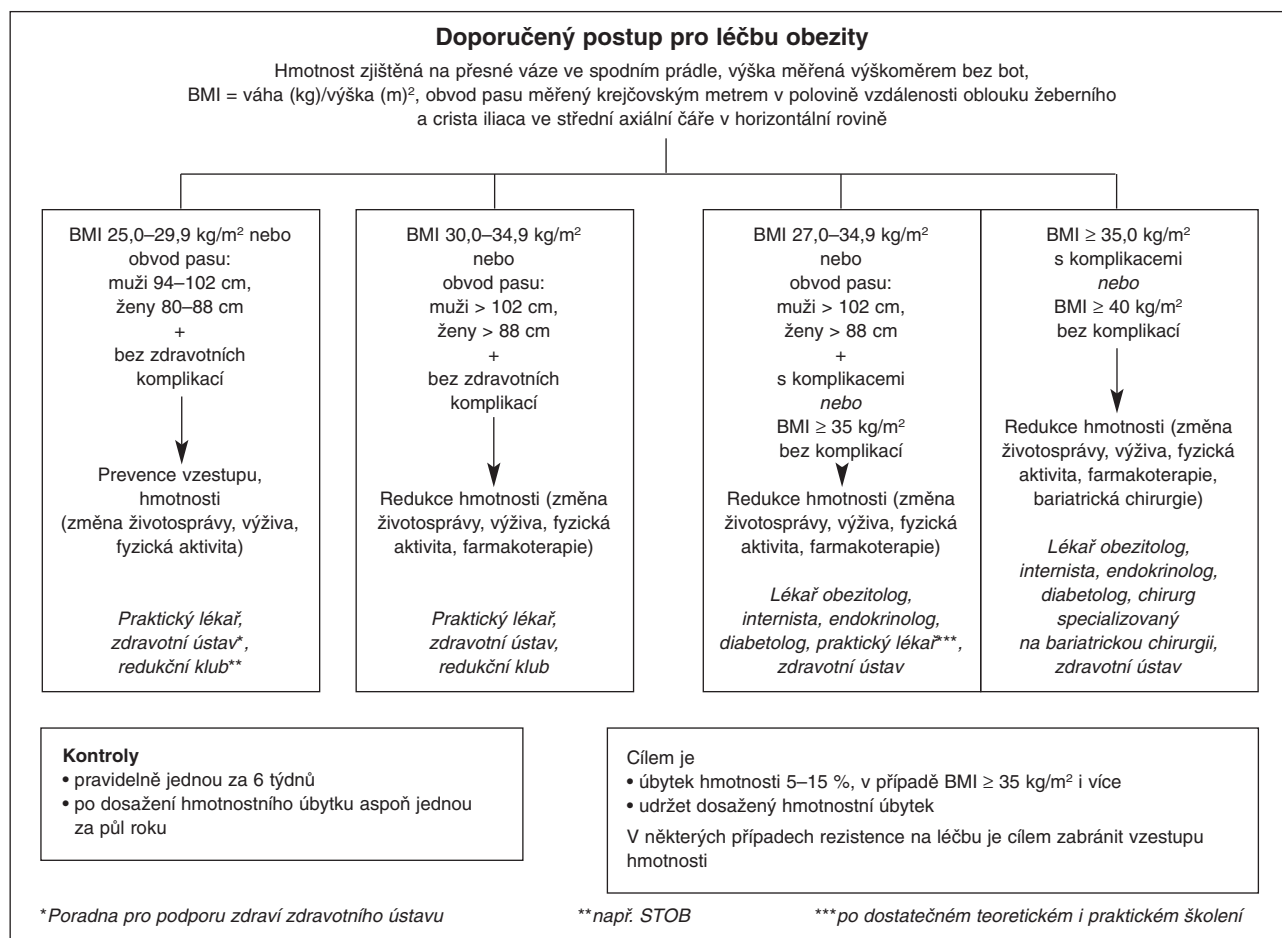 Doporučený postup pro léčbu obezity
Hmotnost zjištěná na přesné váze ve spodním prádle, výška měřená výškoměrem bez bot,
BMI = váha (kg)/výška (m)², obvod pasu měřený krejčovským metrem v polovině vzdálenosti oblouku žeberního
a crista iliaca ve střední axiální čáře v horizontální rovině
BMI 25,0–29,9 kg/m² nebo
obvod pasu:
muži 94–102 cm,
ženy 80–88 cm
+
bez zdravotních
komplikací
Prevence vzestupu,
hmotnosti
(změna životosprávy, výživa,
fyzická aktivita)
Praktický lékař,
zdravotní ústav*,
redukční klub**
BMI 30,0–34,9 kg/m²
nebo
obvod pasu:
muži > 102 cm,
ženy > 88 cm
+
bez zdravotních
komplikací
Redukce hmotnosti (změna
životosprávy, výživa, fyzická
aktivita, farmakoterapie)
Praktický lékař,
zdravotní ústav,
redukční klub
BMI 27,0–34,9 kg/m²
nebo
obvod pasu:
muži > 102 cm,
ženy > 88 cm
+
s komplikacemi
nebo
BMI ≥ 35 kg/m²
bez komplikací
Redukce hmotnosti (změna
životosprávy, výživa, fyzická
aktivita, farmakoterapie)
Lékař obezitolog,
internista, endokrinolog,
diabetolog, praktický lékař***,
zdravotní ústav
BMI ≥ 35,0 kg/m²
s komplikacemi
nebo
BMI ≥ 40 kg/m²
bez komplikací
Redukce hmotnosti (změna
životosprávy, výživa, fyzická
aktivita, farmakoterapie,
bariatrická chirurgie)
Lékař obezitolog,
internista, endokrinolog,
diabetolog, chirurg
specializovaný
na bariatrickou chirurgii,
zdravotní ústav
Kontroly
• pravidelně jednou za 6 týdnů
• po dosažení hmotnostního úbytku aspoň jednou
za půl roku
Cílem je
• úbytek hmotnosti 5–15 %, v případě BMI ≥ 35 kg/m² i více
• udržet dosažený hmotnostní úbytek
V některých případech rezistence na léčbu je cílem zabránit vzestupu
hmotnosti
*Poradna pro podporu zdraví zdravotního ústavu **např. STOB ***po dostatečném teoretickém i praktickém školení